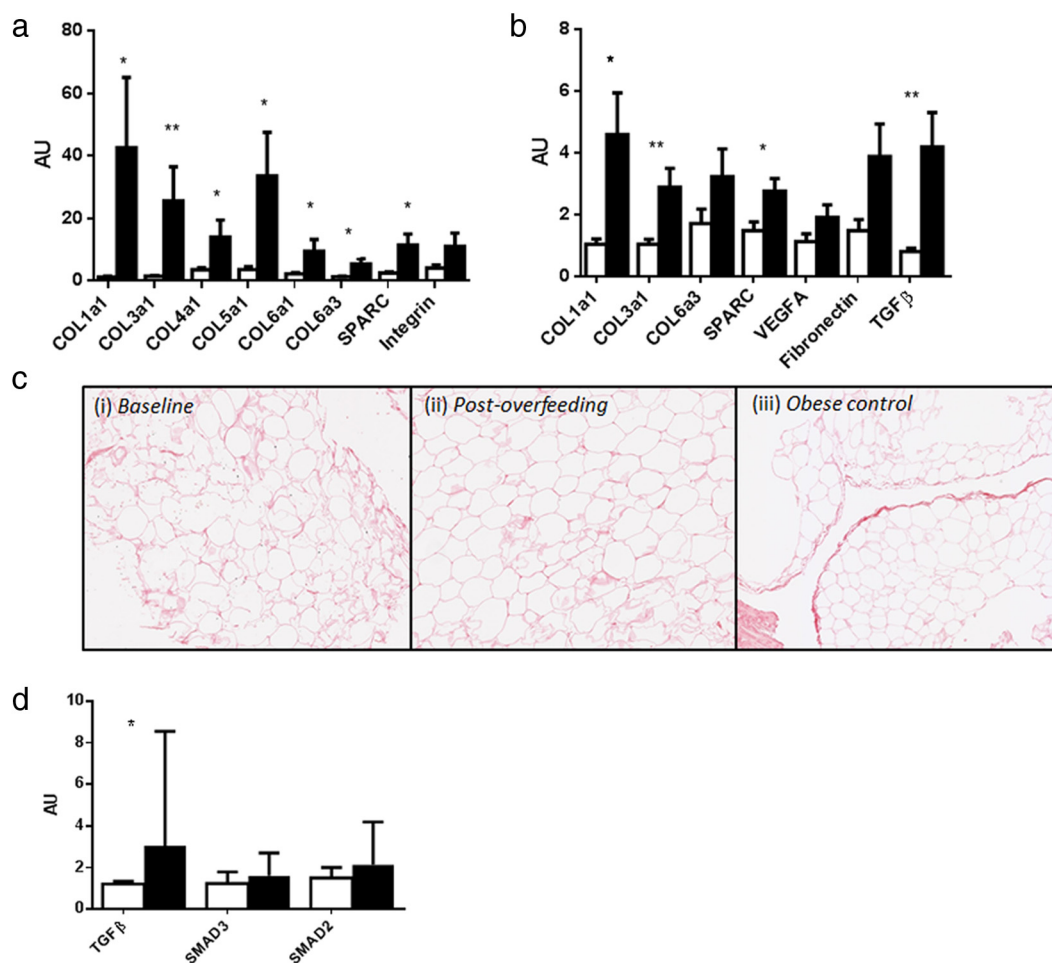 a
80
60
40
20
0
AU
*
**
*
*
*
*
*
COL1a1
COL3a1
COL4a1
COL5a1
COL6a1
COL6a3
SPARC
Integrin
b
8
6
4
2
0
AU
*
**
*
**
COL1a1
COL3a1
COL6a3
SPARC
VEGFA
Fibronectin
TGFβ
c
(i) Baseline
(ii) Post-overfeeding
(iii) Obese control
d
10
8
6
4
2
0
AU
*
TGFβ
SMAD3
SMAD2